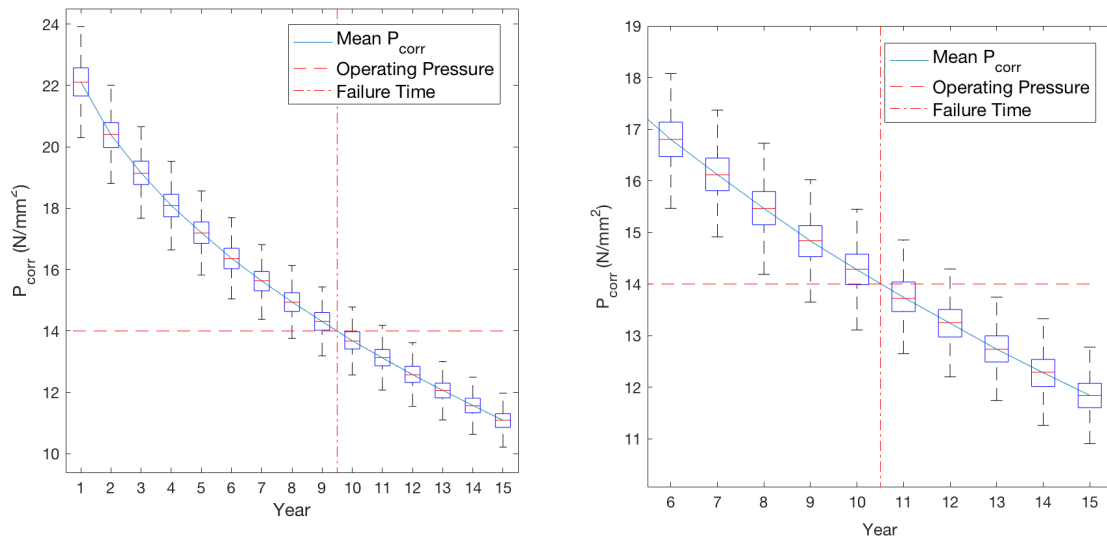 24
22
20
18
16
14
12
10
P_corr (N/mm²)
Mean P_corr
Operating Pressure
Failure Time
1 2 3 4 5 6 7 8 9 10 11 12 13 14 15
Year
19
18
17
16
15
14
13
12
11
P_corr (N/mm²)
Mean P_corr
Operating Pressure
Failure Time
6 7 8 9 10 11 12 13 14 15
Year